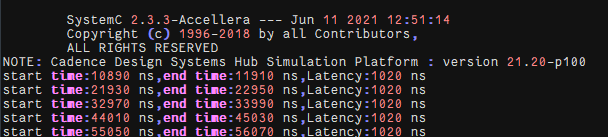 SystemC 2.3.3-Accellera --- Jun 11 2021 12:51:14
Copyright (c) 1996-2018 by all Contributors,
ALL RIGHTS RESERVED
NOTE: Cadence Design Systems Hub Simulation Platform : version 21.20-p100
start time:10890 ns,end time:11910 ns,Latency:1020 ns
start time:21930 ns,end time:22950 ns,Latency:1020 ns
start time:32970 ns,end time:33990 ns,Latency:1020 ns
start time:44010 ns,end time:45030 ns,Latency:1020 ns
start time:55050 ns,end time:56070 ns,Latency:1020 ns